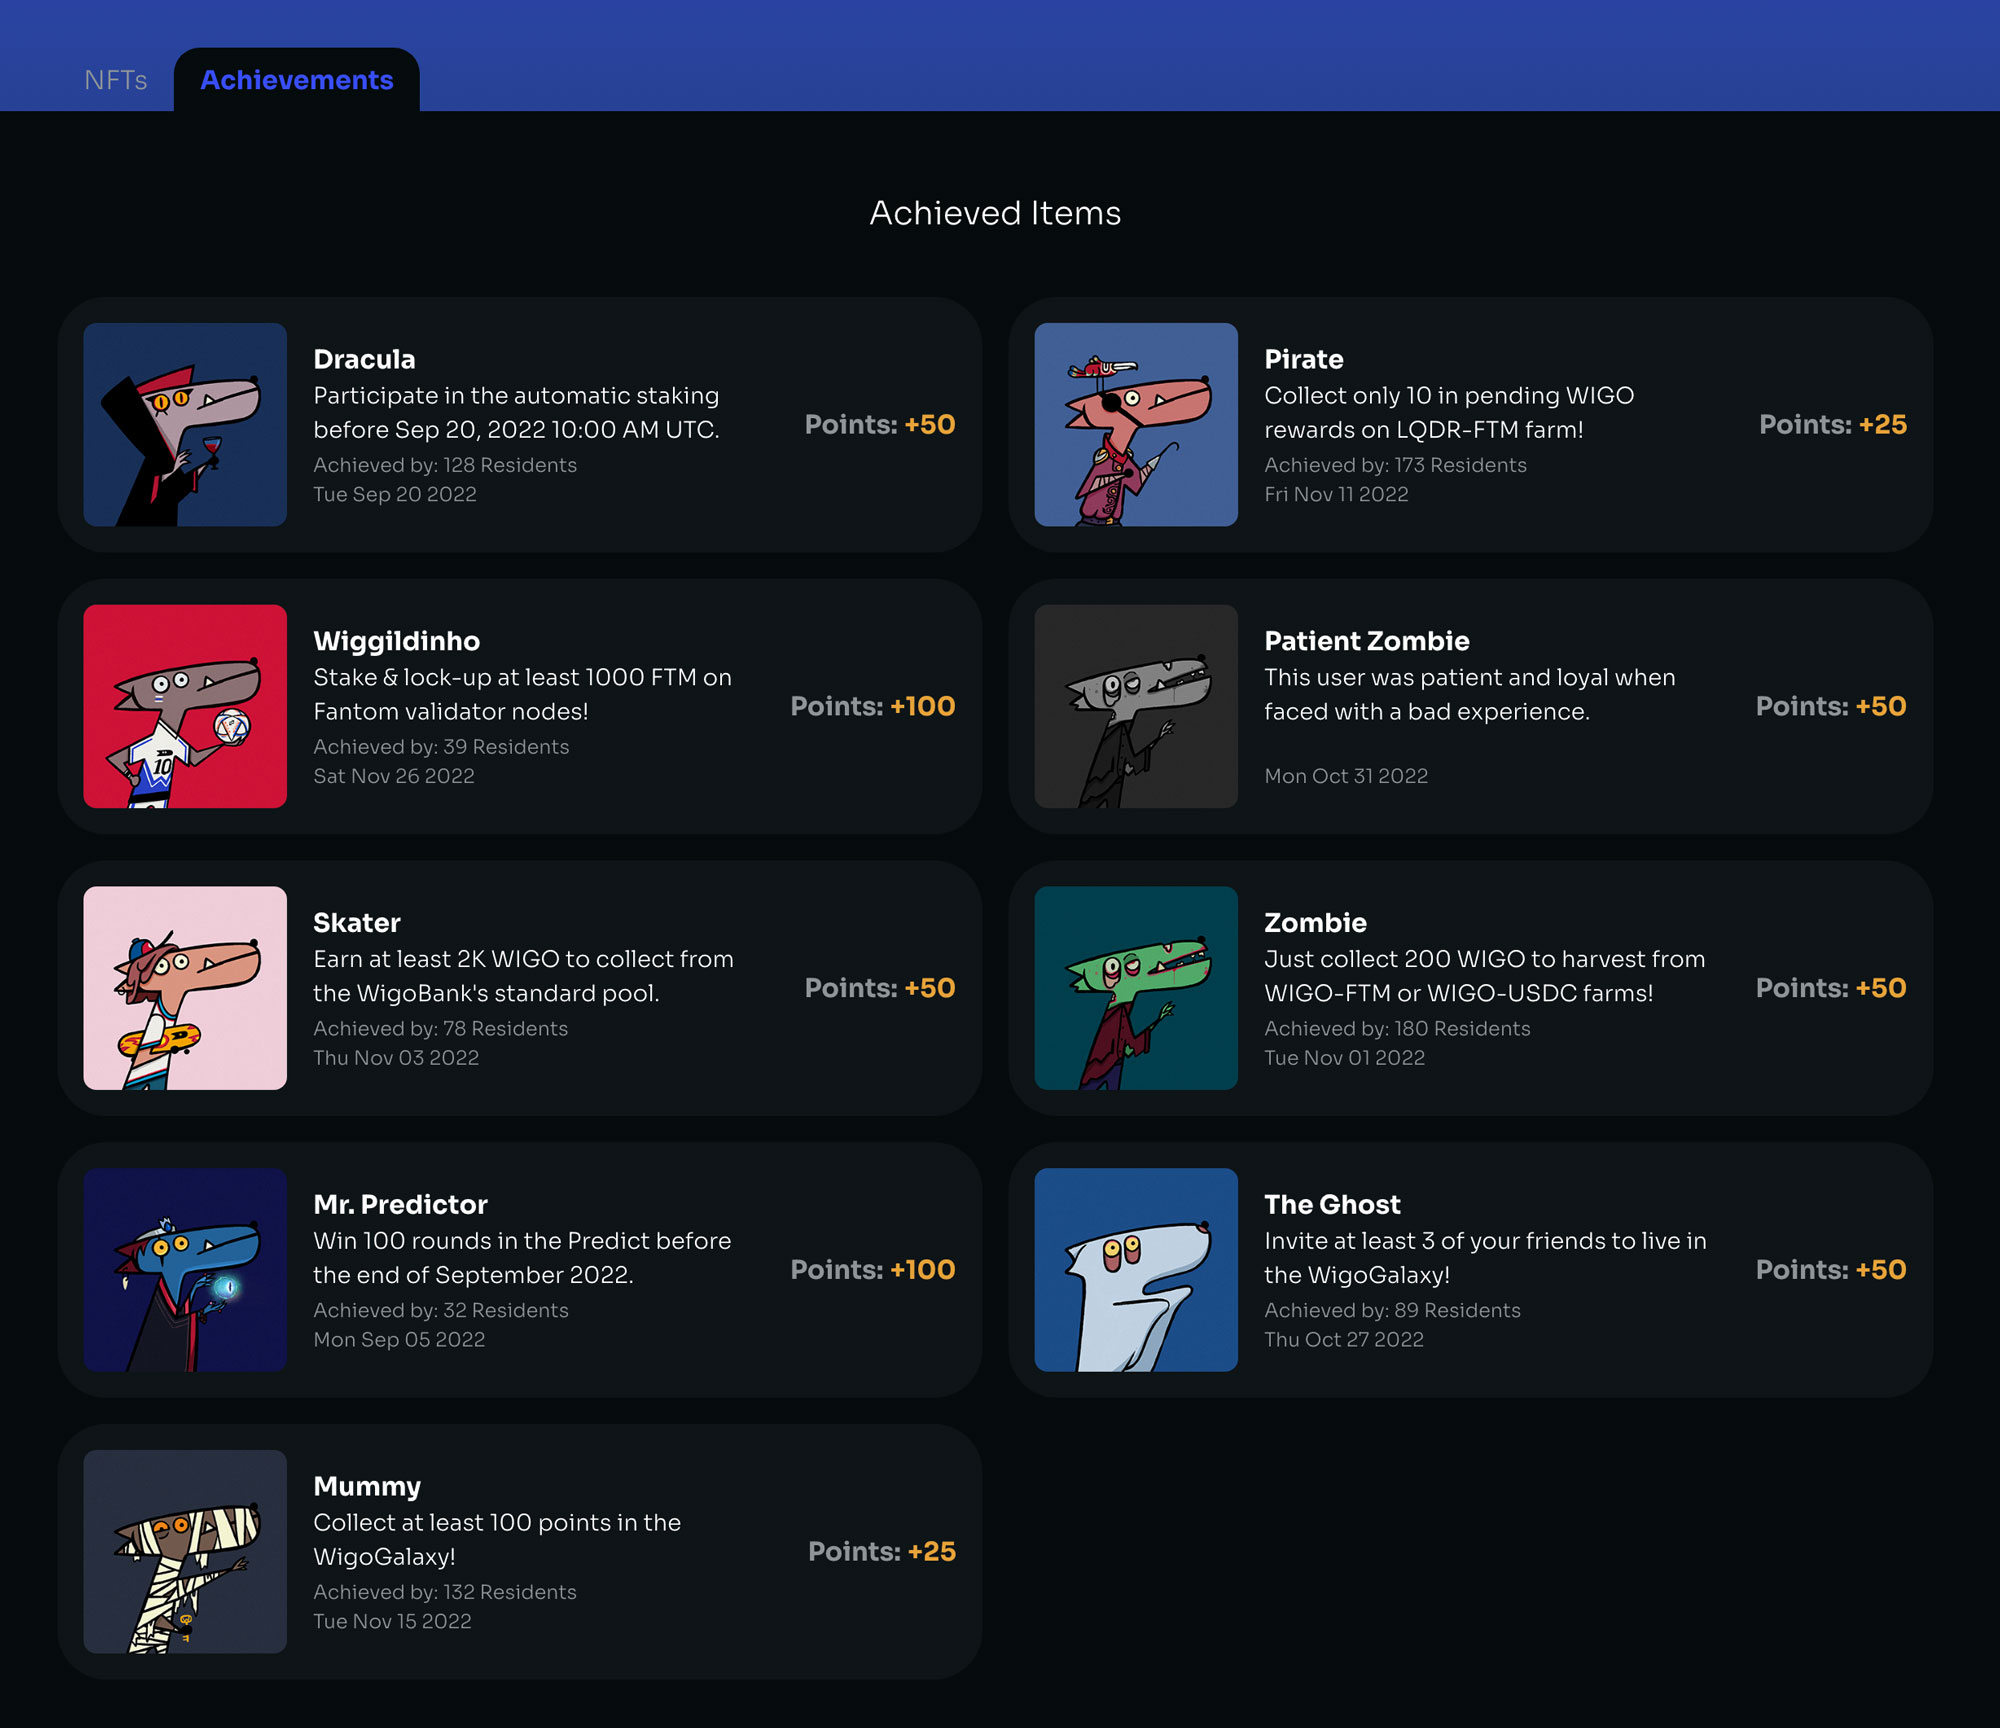 NFTs
Achievements
Achieved Items
Dracula
Participate in the automatic staking
before Sep 20, 2022 10:00 AM UTC.
Achieved by: 128 Residents
Tue Sep 20 2022
Points: +50
Pirate
Collect only 10 in pending WIGO
rewards on LQDR-FTM farm!
Achieved by: 173 Residents
Fri Nov 11 2022
Points: +25
Wiggildinho
Stake & lock-up at least 1000 FTM on
Fantom validator nodes!
Achieved by: 39 Residents
Sat Nov 26 2022
Points: +100
10
Patient Zombie
This user was patient and loyal when
faced with a bad experience.
Mon Oct 31 2022
Points: +50
Skater
Earn at least 2K WIGO to collect from
the WigoBank's standard pool.
Achieved by: 78 Residents
Thu Nov 03 2022
Points: +50
Zombie
Just collect 200 WIGO to harvest from
WIGO-FTM or WIGO-USDC farms!
Achieved by: 180 Residents
Tue Nov 01 2022
Points: +50
Mr. Predictor
Win 100 rounds in the Predict before
the end of September 2022.
Achieved by: 32 Residents
Mon Sep 05 2022
Points: +100
The Ghost
Invite at least 3 of your friends to live in
the WigoGalaxy!
Achieved by: 89 Residents
Thu Oct 27 2022
Points: +50
Mummy
Collect at least 100 points in the
WigoGalaxy!
Achieved by: 132 Residents
Tue Nov 15 2022
Points: +25